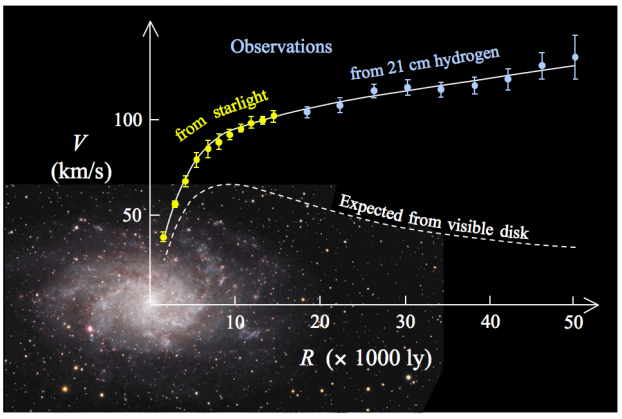 Observations
from 21 cm hydrogen
from starlight
100
V
(km/s)
50
Expected from visible disk
10
20
30
40
50
R (× 1000 ly)